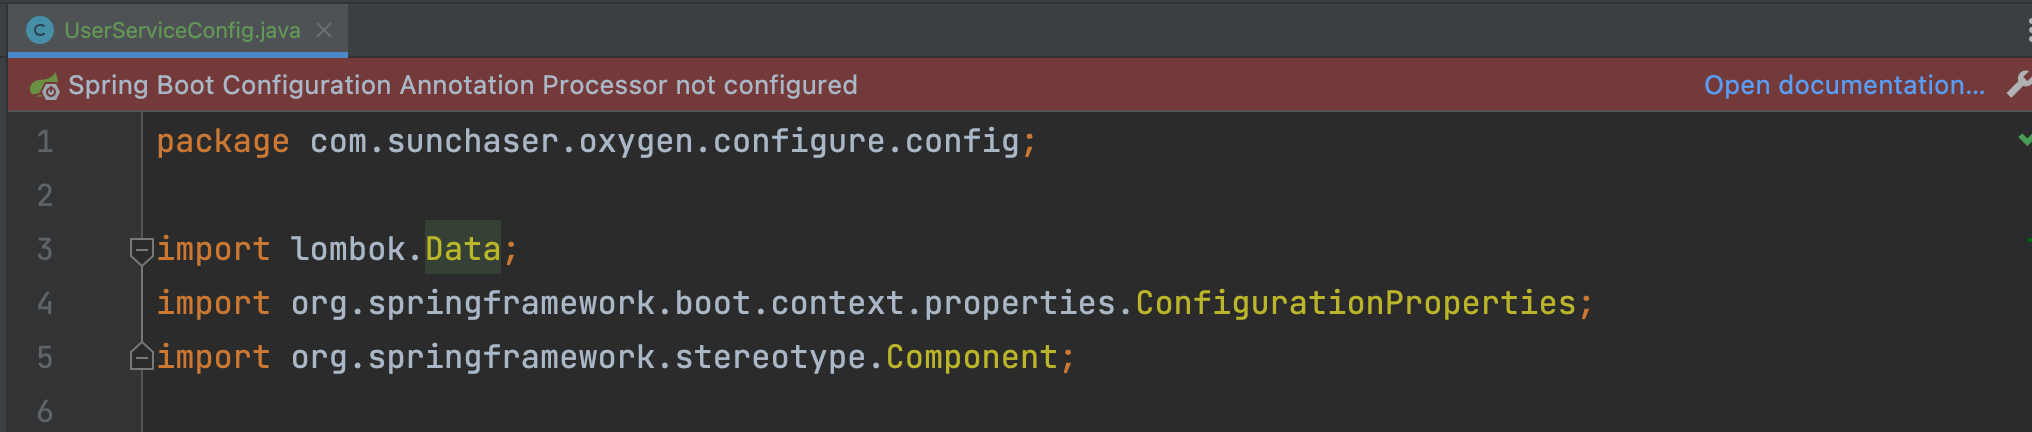 UserServiceConfig.java
Spring Boot Configuration Annotation Processor not configured Open documentation...
1 package com.sunchaser.oxygen.configure.config;
2
3 import lombok.Data;
4 import org.springframework.boot.context.properties.ConfigurationProperties;
5 import org.springframework.stereotype.Component;
6